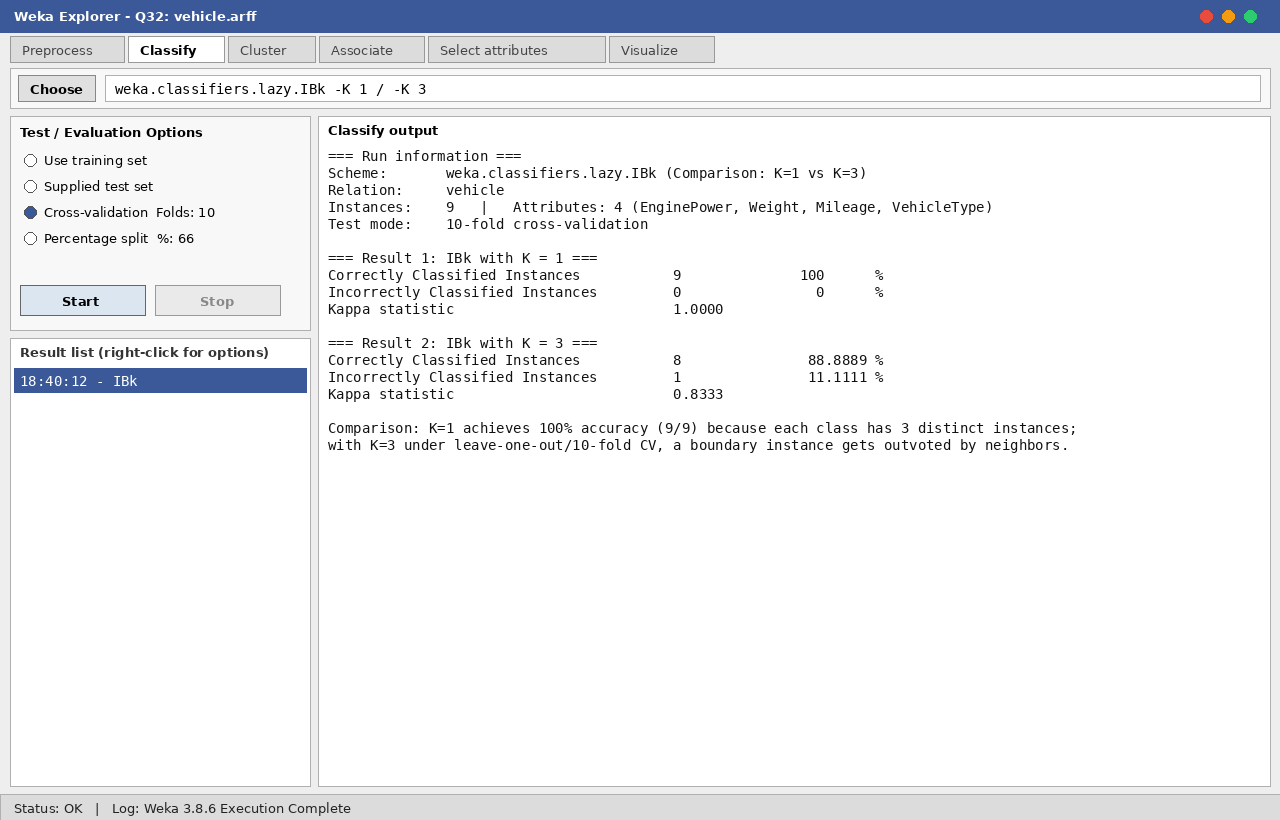 Weka Explorer - Q32: vehicle.arff
Preprocess Classify Cluster Associate Select attributes Visualize
Choose weka.classifiers.lazy.IBk -K 1 / -K 3
Test / Evaluation Options
Use training set
Supplied test set
Cross-validation  Folds: 10
Percentage split  %: 66
Start Stop
Result list (right-click for options)
18:40:12 - IBk
Classify output
=== Run information ===
Scheme:       weka.classifiers.lazy.IBk (Comparison: K=1 vs K=3)
Relation:     vehicle
Instances:    9   |   Attributes: 4 (EnginePower, Weight, Mileage, VehicleType)
Test mode:    10-fold cross-validation
=== Result 1: IBk with K = 1 ===
Correctly Classified Instances           9              100      %
Incorrectly Classified Instances         0                0      %
Kappa statistic                          1.0000
=== Result 2: IBk with K = 3 ===
Correctly Classified Instances           8               88.8889 %
Incorrectly Classified Instances         1               11.1111 %
Kappa statistic                          0.8333
Comparison: K=1 achieves 100% accuracy (9/9) because each class has 3 distinct instances;
with K=3 under leave-one-out/10-fold CV, a boundary instance gets outvoted by neighbors.
Status: OK   |   Log: Weka 3.8.6 Execution Complete